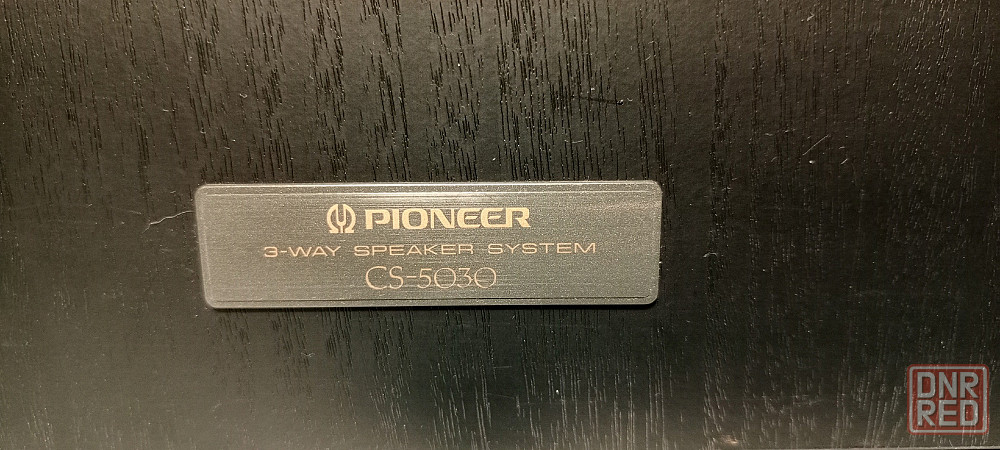 PIONEER
3-WAY SPEAKER SYSTEM
CS-5030
DNR
RED